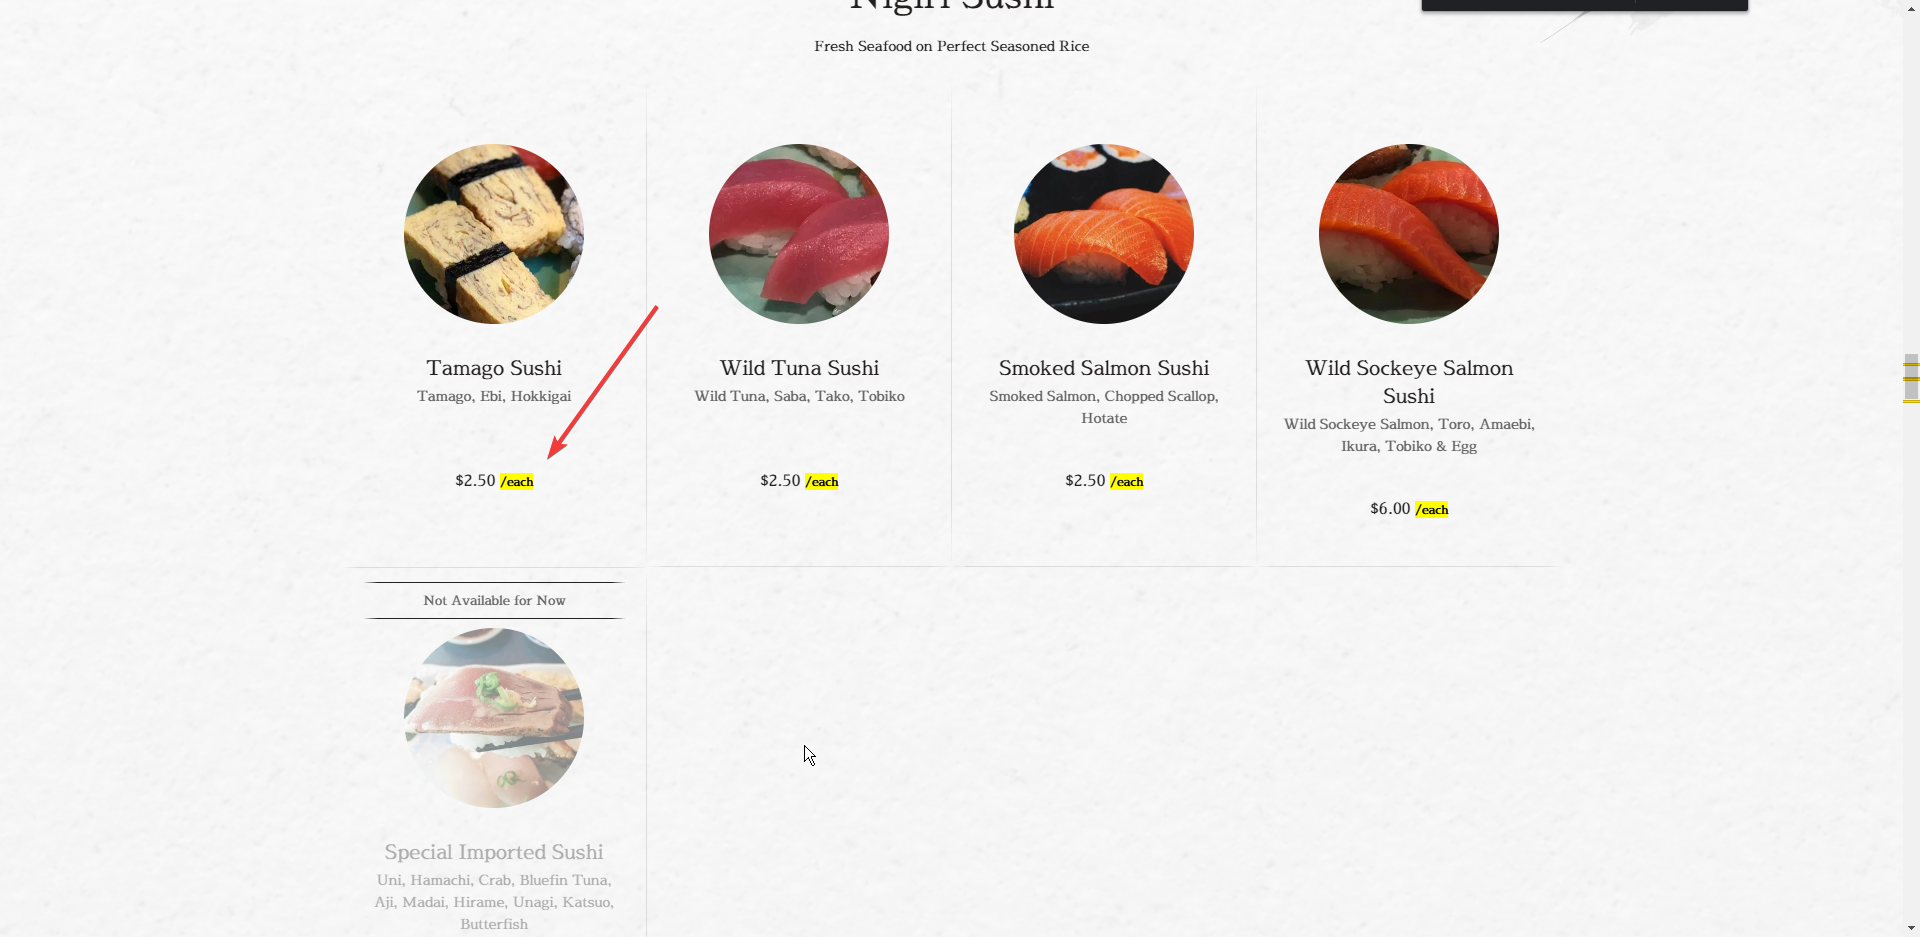 Nigiri Sushi
Fresh Seafood on Perfect Seasoned Rice
Tamago Sushi
Tamago, Ebi, Hokkigai
$2.50 /each
Wild Tuna Sushi
Wild Tuna, Saba, Tako, Tobiko
$2.50 /each
Smoked Salmon Sushi
Smoked Salmon, Chopped Scallop,
Hotate
$2.50 /each
Wild Sockeye Salmon
Sushi
Wild Sockeye Salmon, Toro, Amaebi,
Ikura, Tobiko & Egg
$6.00 /each
Not Available for Now
Special Imported Sushi
Uni, Hamachi, Crab, Bluefin Tuna,
Aji, Madai, Hirame, Unagi, Katsuo,
Butterfish